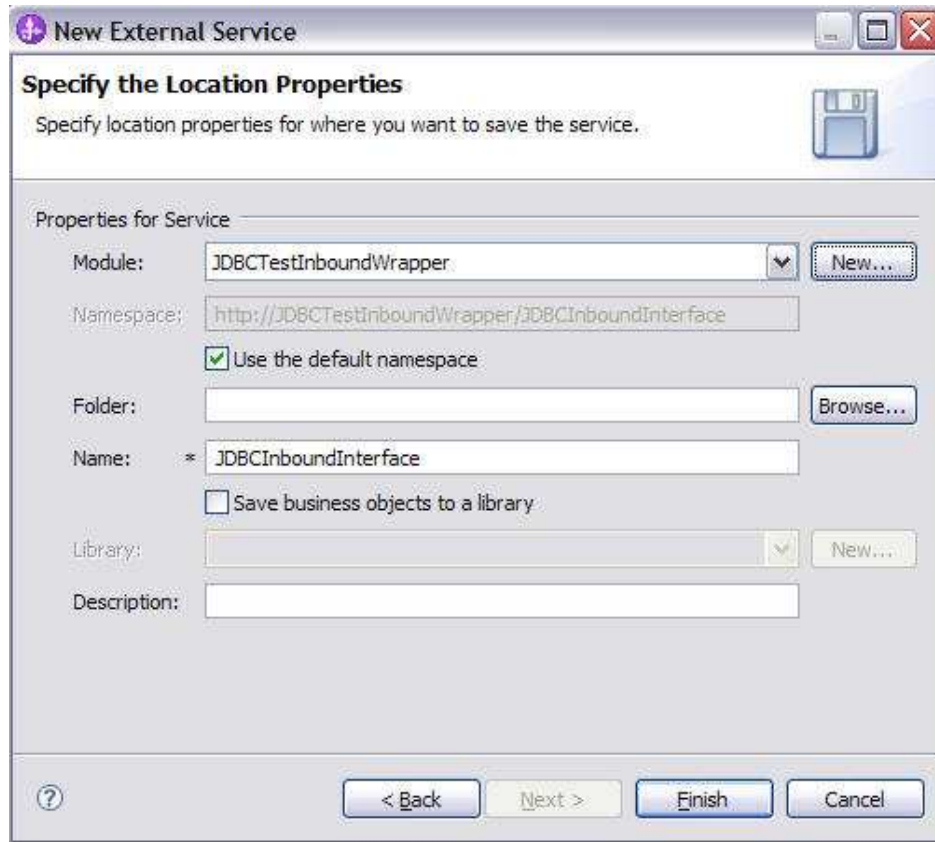 New External Service
Specify the Location Properties
Specify location properties for where you want to save the service.
Properties for Service
Module: JDBCTestInboundWrapper New...
Namespace: http://JDBCTestInboundWrapper/JDBCInboundInterface
Use the default namespace
Folder: Browse...
Name: * JDBCInboundInterface
Save business objects to a library
Library: New...
Description:
? < Back Next > Finish Cancel